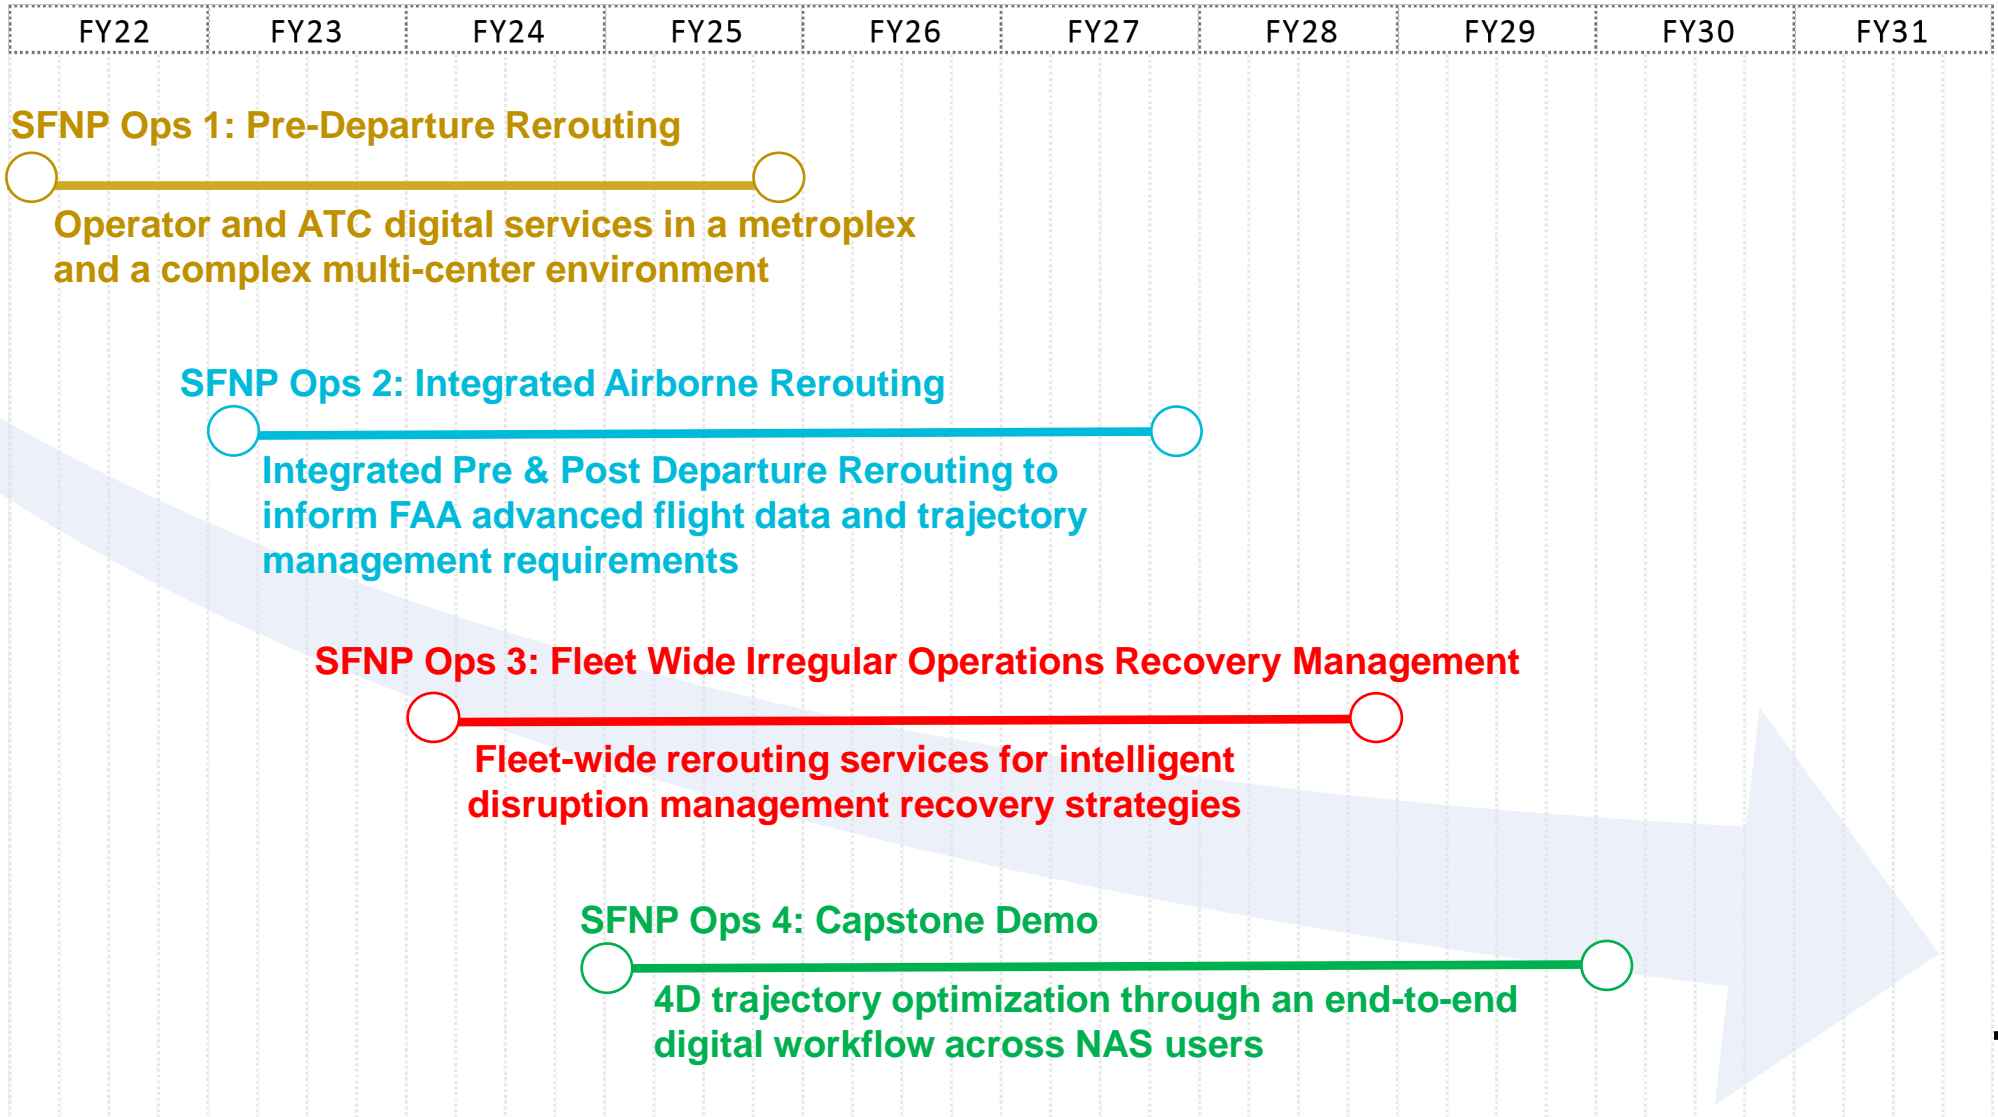 FY22 FY23 FY24 FY25 FY26 FY27 FY28 FY29 FY30 FY31
SFNP Ops 1: Pre-Departure Rerouting
Operator and ATC digital services in a metroplex
and a complex multi-center environment
SFNP Ops 2: Integrated Airborne Rerouting
Integrated Pre & Post Departure Rerouting to
inform FAA advanced flight data and trajectory
management requirements
SFNP Ops 3: Fleet Wide Irregular Operations Recovery Management
Fleet-wide rerouting services for intelligent
disruption management recovery strategies
SFNP Ops 4: Capstone Demo
4D trajectory optimization through an end-to-end
digital workflow across NAS users